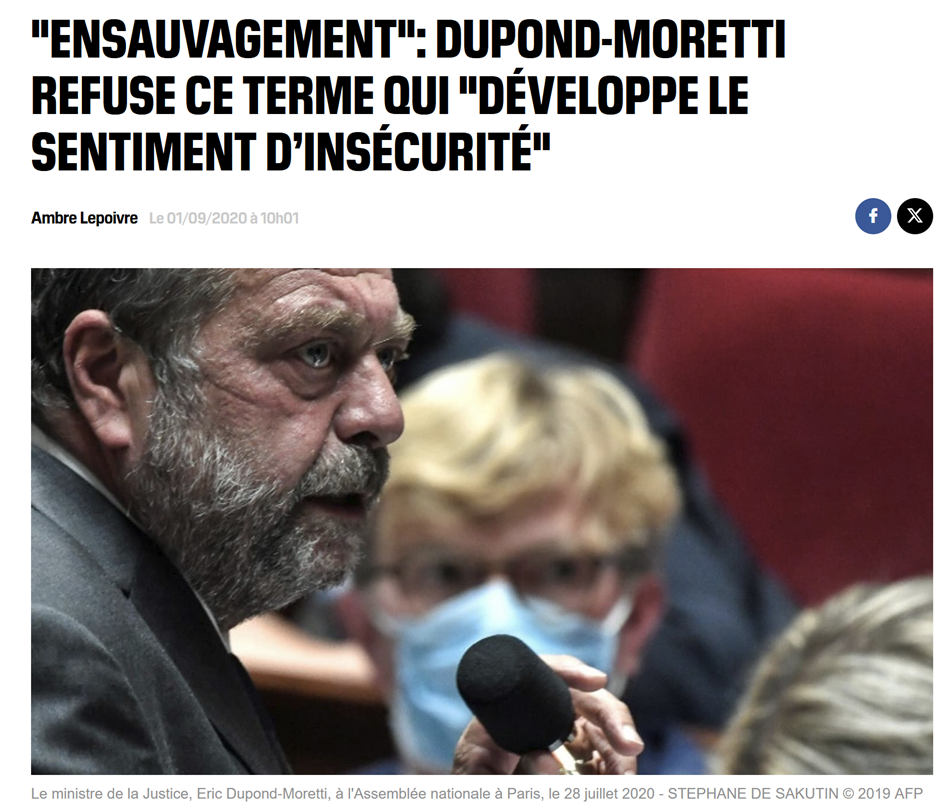 "ENSAUVAGEMENT": DUPOND-MORETTI
REFUSE CE TERME QUI "DÉVELOPPE LE
SENTIMENT D’INSÉCURITÉ"
Ambre Lepoivre Le 01/09/2020 à 10h01
Le ministre de la Justice, Eric Dupond-Moretti, à l'Assemblée nationale à Paris, le 28 juillet 2020 - STEPHANE DE SAKUTIN © 2019 AFP